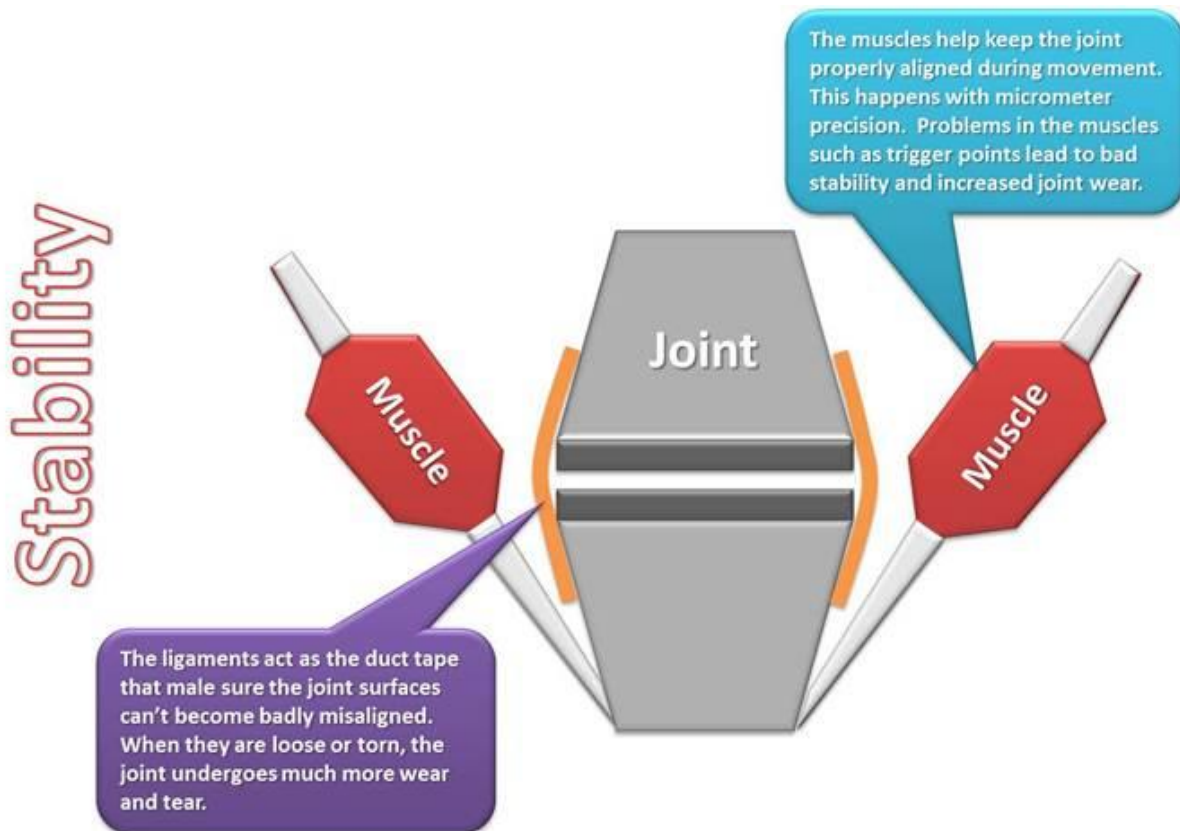 Stability
The muscles help keep the joint
properly aligned during movement.
This happens with micrometer
precision.  Problems in the muscles
such as trigger points lead to bad
stability and increased joint wear.
Joint
Muscle
Muscle
The ligaments act as the duct tape
that male sure the joint surfaces
can't become badly misaligned.
When they are loose or torn, the
joint undergoes much more wear
and tear.